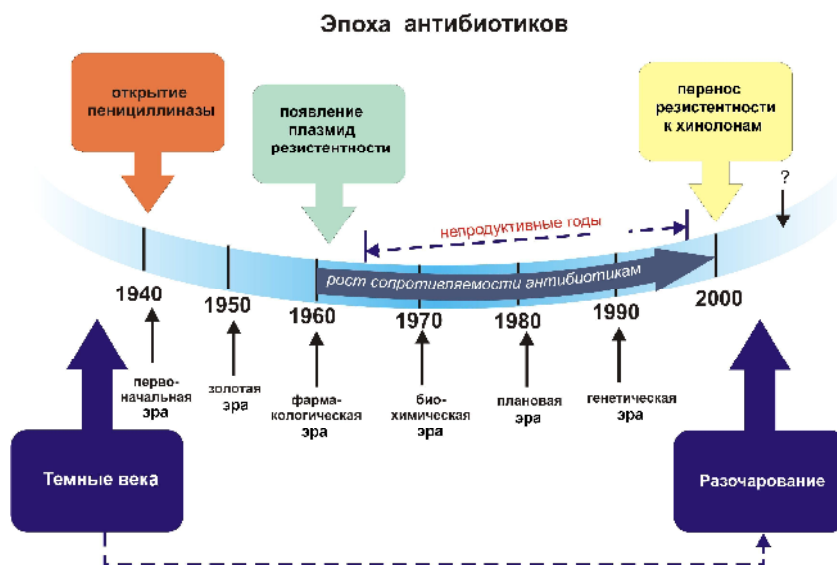 Эпоха антибиотиков
открытие
пенициллиназы
появление
плазмид
резистентности
перенос
резистентности
к хинолонам
?
непродуктивные годы
рост сопротивляемости антибиотикам
1940
1950
1960
1970
1980
1990
2000
перво-
начальная
эра
золотая
эра
фарма-
кологическая
эра
био-
химическая
эра
плановая
эра
генетическая
эра
Темные века
Разочарование